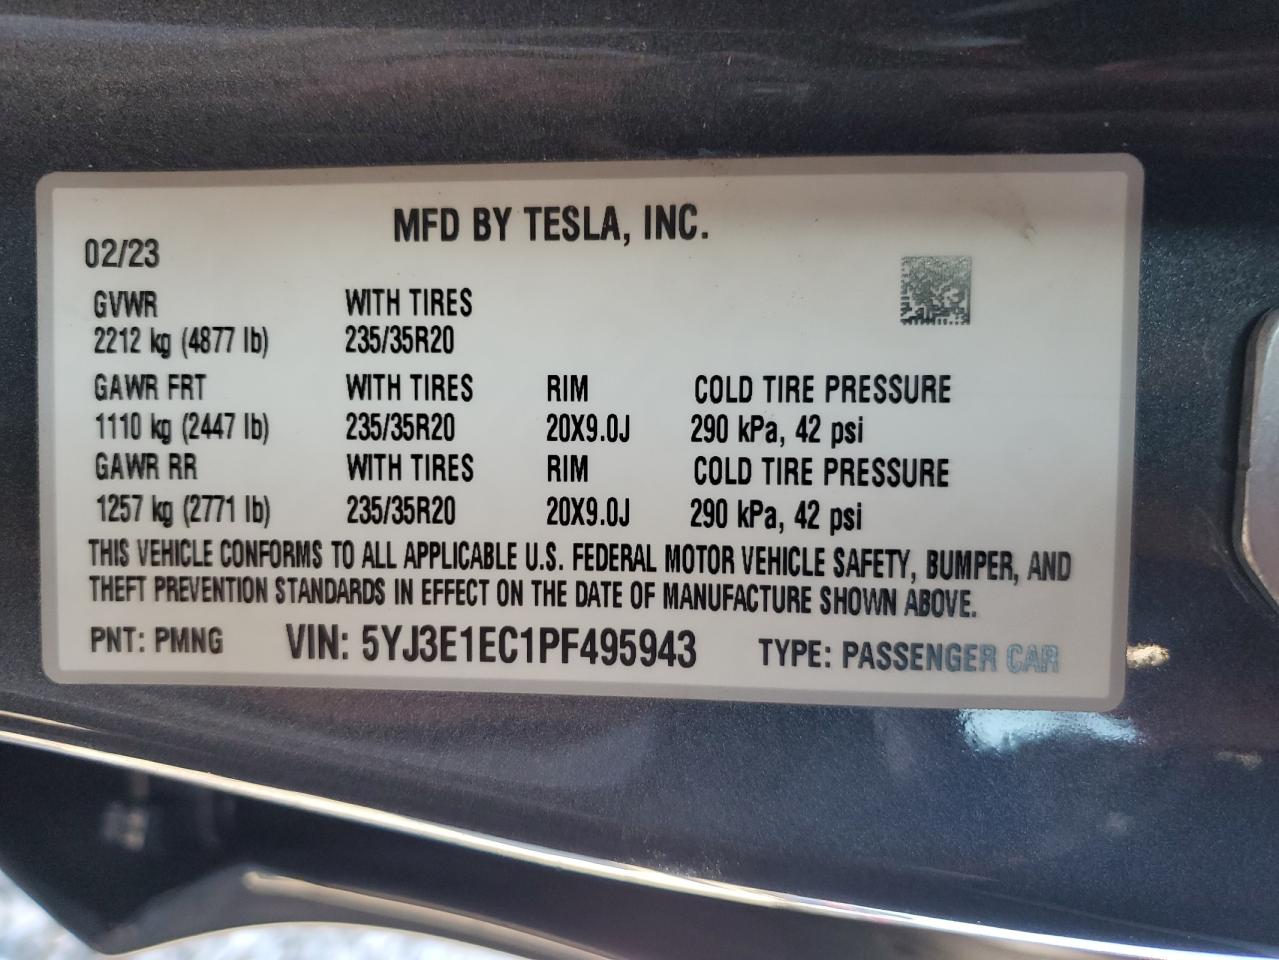 MFD BY TESLA, INC.
02/23
GVWR WITH TIRES
2212 kg (4877 lb) 235/35R20
GAWR FRT WITH TIRES RIM COLD TIRE PRESSURE
1110 kg (2447 lb) 235/35R20 20X9.0J 290 kPa, 42 psi
GAWR RR WITH TIRES RIM COLD TIRE PRESSURE
1257 kg (2771 lb) 235/35R20 20X9.0J 290 kPa, 42 psi
THIS VEHICLE CONFORMS TO ALL APPLICABLE U.S. FEDERAL MOTOR VEHICLE SAFETY, BUMPER, AND
THEFT PREVENTION STANDARDS IN EFFECT ON THE DATE OF MANUFACTURE SHOWN ABOVE.
PNT: PMNG VIN: 5YJ3E1EC1PF495943 TYPE: PASSENGER CAR